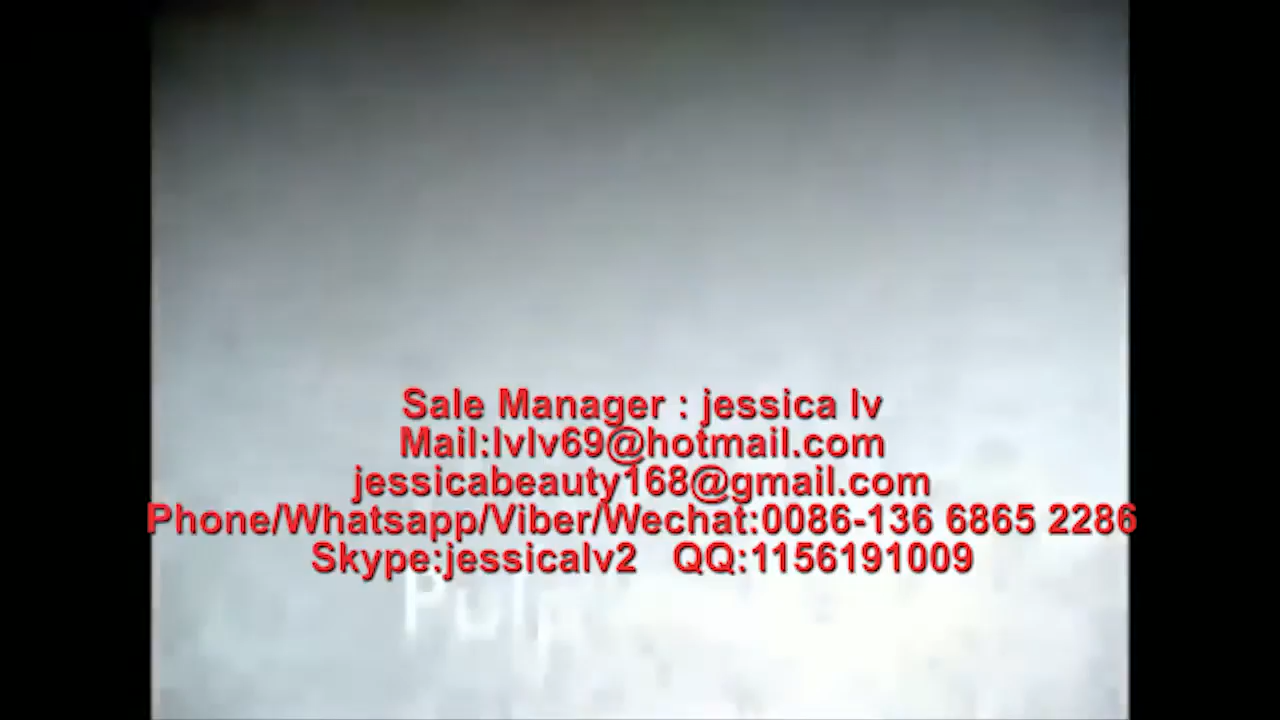 Sale Manager : jessica lv
Mail:lvlv69@hotmail.com
jessicabeauty168@gmail.com
Phone/Whatsapp/Viber/Wechat:0086-136 6865 2286
Skype:jessicalv2 QQ:1156191009